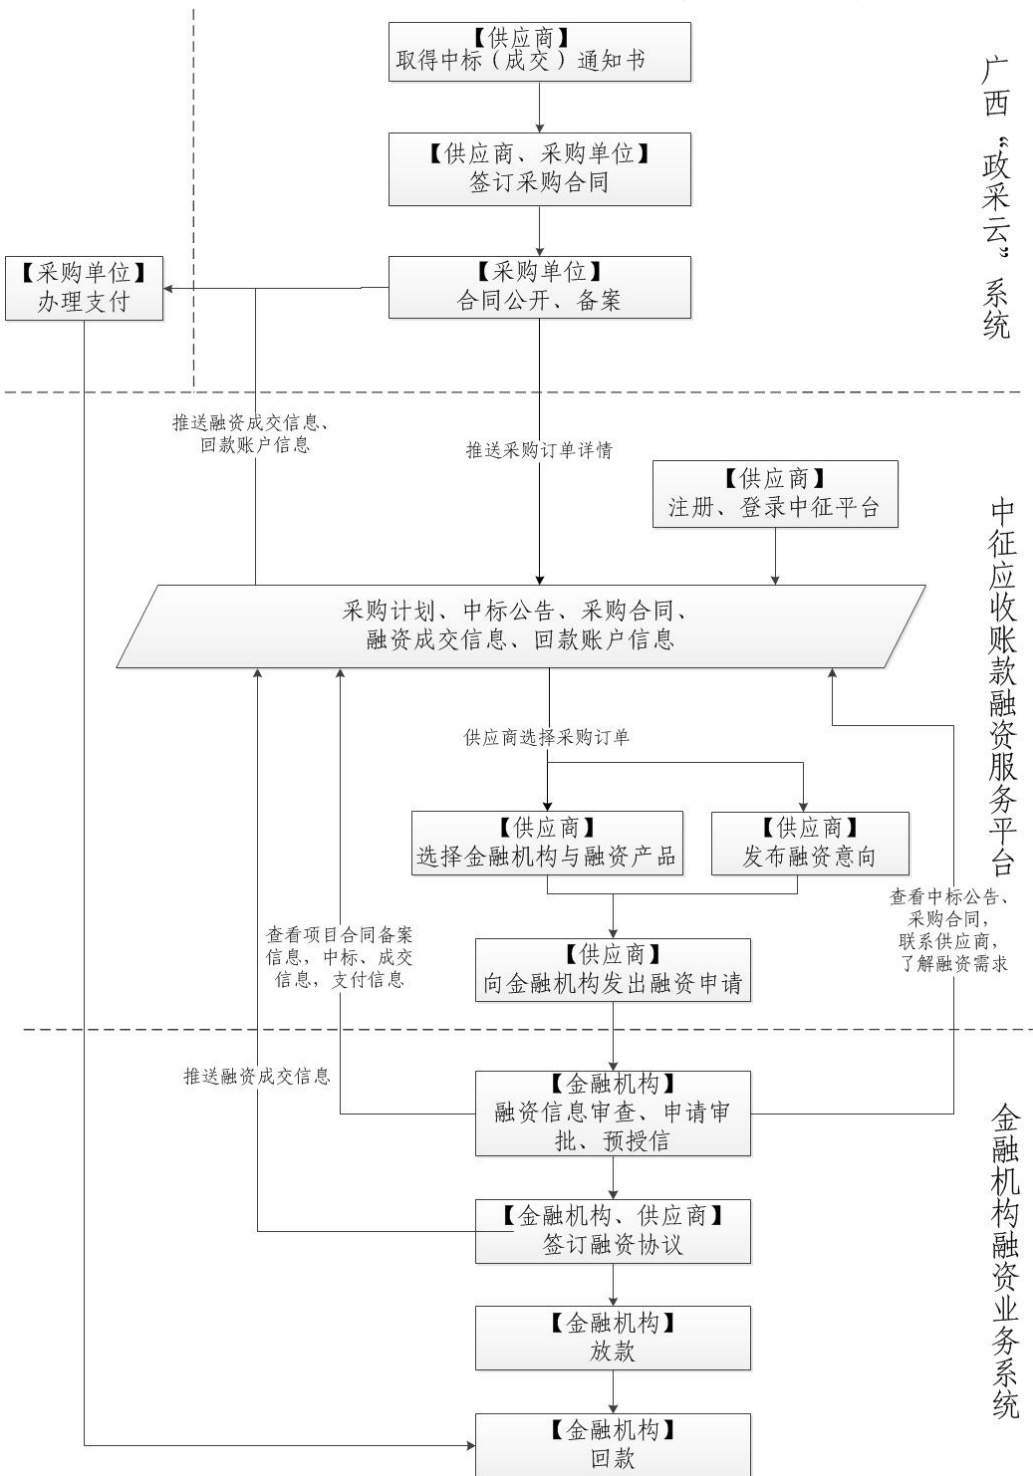 【供应商】
取得中标（成交）通知书
【供应商、采购单位】
签订采购合同
【采购单位】
办理支付
【采购单位】
合同公开、备案
广西“政采云”系统
推送融资成交信息、
回款账户信息
推送采购订单详情
【供应商】
注册、登录中征平台
采购计划、中标公告、采购合同、
融资成交信息、回款账户信息
供应商选择采购订单
【供应商】
选择金融机构与融资产品
【供应商】
发布融资意向
中征应收账款融资服务平台
查看项目合同备案
信息，中标、成交
信息，支付信息
【供应商】
向金融机构发出融资申请
查看中标公告、
采购合同，
联系供应商，
了解融资需求
推送融资成交信息
【金融机构】
融资信息审查、申请审
批、预授信
【金融机构、供应商】
签订融资协议
【金融机构】
放款
【金融机构】
回款
金融机构融资业务系统